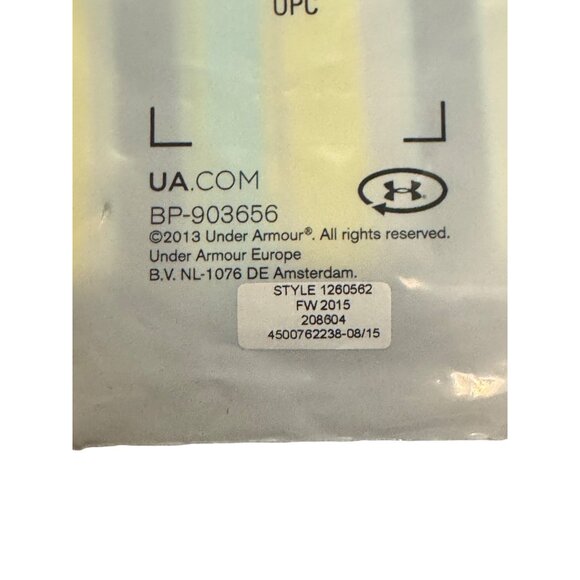 UPC
UA.COM
BP-903656
©2013 Under Armour®. All rights reserved.
Under Armour Europe
B.V. NL-1076 DE Amsterdam.
STYLE 1260562
FW 2015
208604
4500762238-08/15